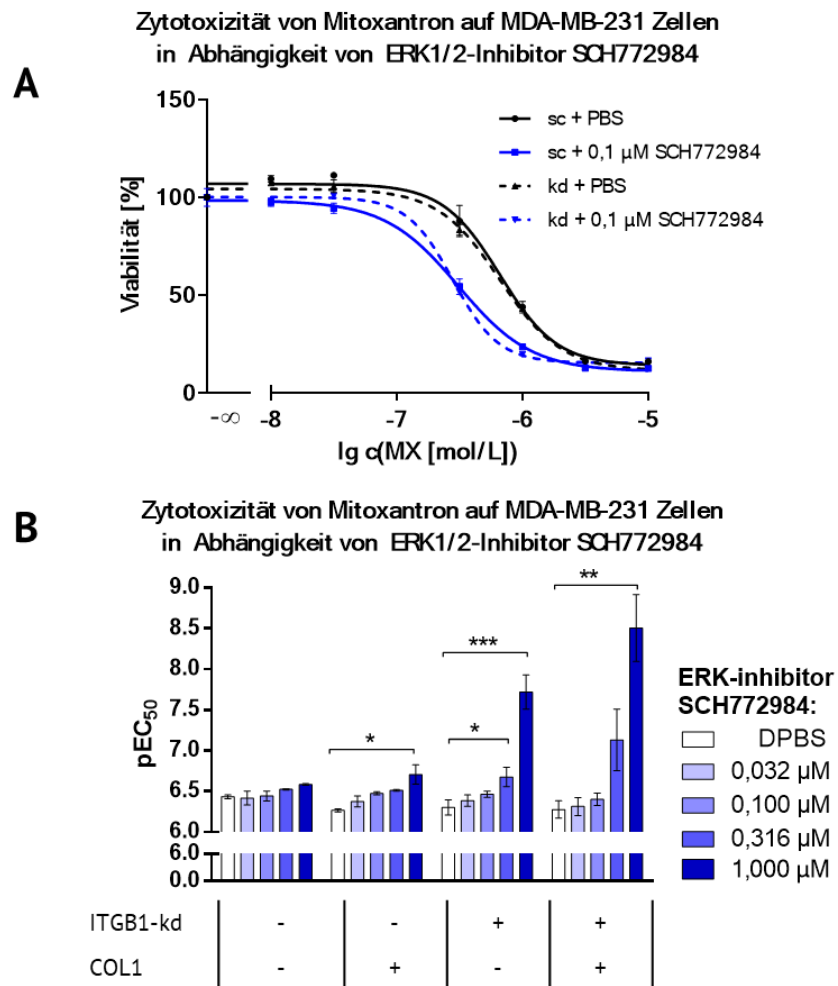 Zytotoxizität von Mitoxantron auf MDA-MB-231 Zellen
in Abhängigkeit von ERK1/2-Inhibitor SCH772984
A
150
100
50
0
Viabilität [%]
sc + PBS
sc + 0,1 µM SCH772984
kd + PBS
kd + 0,1 µM SCH772984
-∞ -8 -7 -6 -5
lg c(MX [mol/L])
B
Zytotoxizität von Mitoxantron auf MDA-MB-231 Zellen
in Abhängigkeit von ERK1/2-Inhibitor SCH772984
9.0
8.5
8.0
7.5
7.0
6.5
6.0
6.0
0.0
pEC50
* *** * **
ERK-inhibitor
SCH772984:
DPBS
0,032 µM
0,100 µM
0,316 µM
1,000 µM
ITGB1-kd - - + +
COL1 - + - +